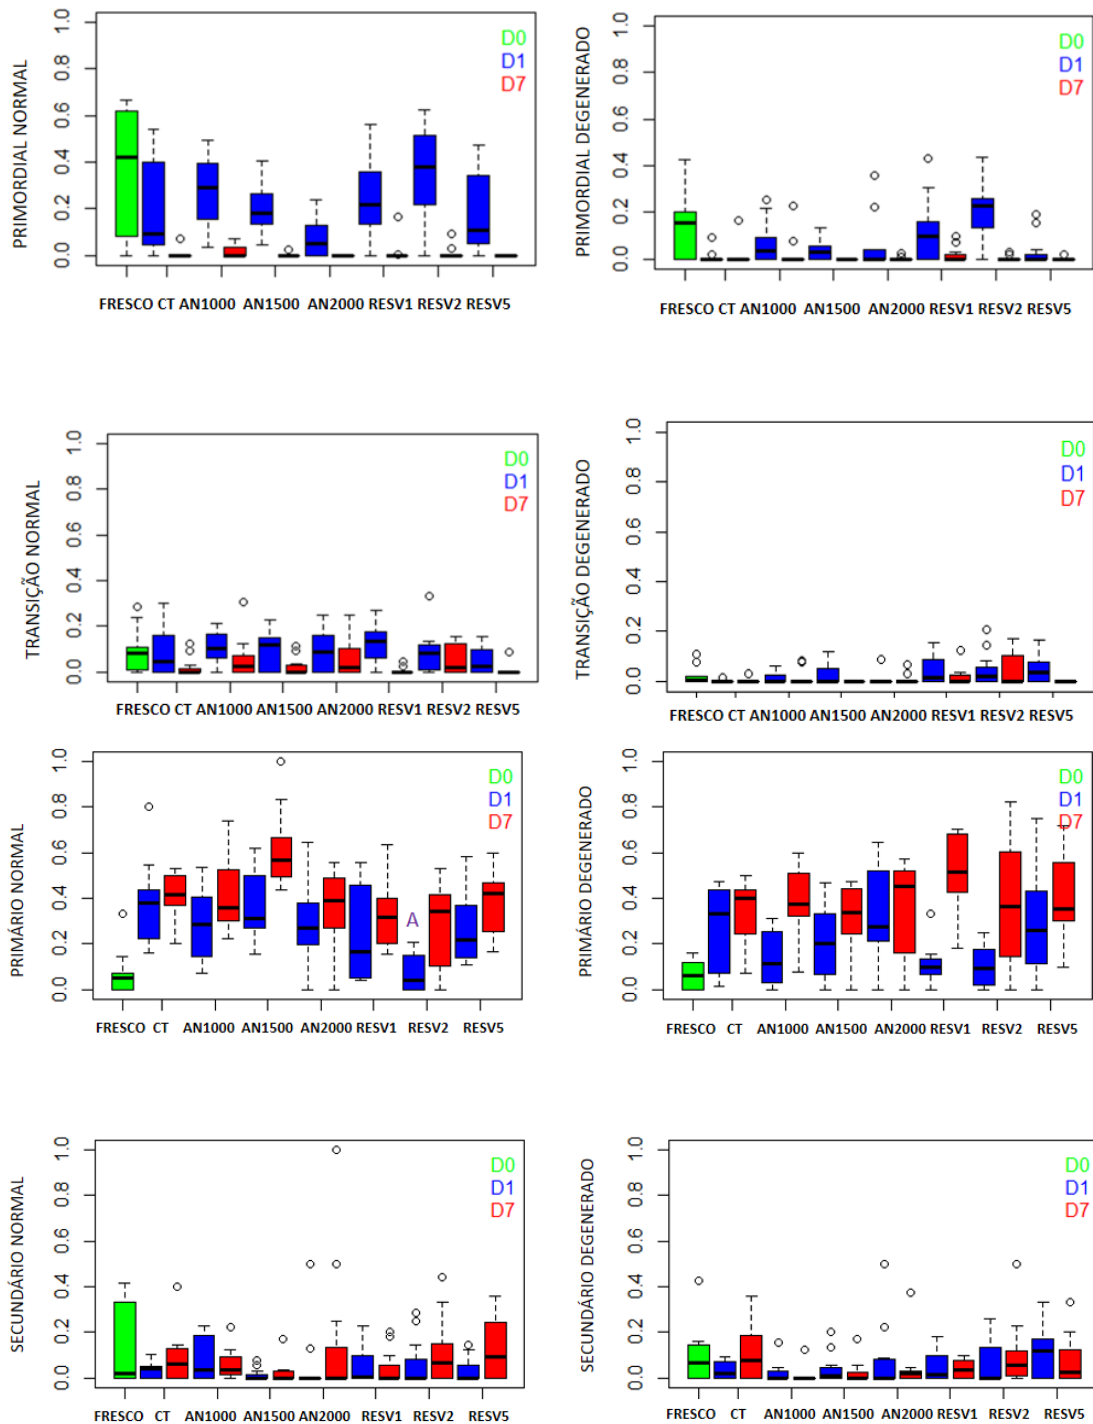 PRIMORDIAL NORMAL
1.0
0.8
0.6
0.4
0.2
0.0
D0
D1
D7
FRESCO CT AN1000 AN1500 AN2000 RESV1 RESV2 RESV5
PRIMORDIAL DEGENERADO
1.0
0.8
0.6
0.4
0.2
0.0
D0
D1
D7
FRESCO CT AN1000 AN1500 AN2000 RESV1 RESV2 RESV5
TRANSIÇÃO NORMAL
1.0
0.8
0.6
0.4
0.2
0.0
D0
D1
D7
FRESCO CT AN1000 AN1500 AN2000 RESV1 RESV2 RESV5
TRANSIÇÃO DEGENERADO
1.0
0.8
0.6
0.4
0.2
0.0
D0
D1
D7
FRESCO CT AN1000 AN1500 AN2000 RESV1 RESV2 RESV5
PRIMÁRIO NORMAL
1.0
0.8
0.6
0.4
0.2
0.0
D0
D1
D7
A
FRESCO CT AN1000 AN1500 AN2000 RESV1 RESV2 RESV5
PRIMÁRIO DEGENERADO
1.0
0.8
0.6
0.4
0.2
0.0
D0
D1
D7
FRESCO CT AN1000 AN1500 AN2000 RESV1 RESV2 RESV5
SECUNDÁRIO NORMAL
1.0
0.8
0.6
0.4
0.2
0.0
D0
D1
D7
FRESCO CT AN1000 AN1500 AN2000 RESV1 RESV2 RESV5
SECUNDÁRIO DEGENERADO
1.0
0.8
0.6
0.4
0.2
0.0
D0
D1
D7
FRESCO CT AN1000 AN1500 AN2000 RESV1 RESV2 RESV5